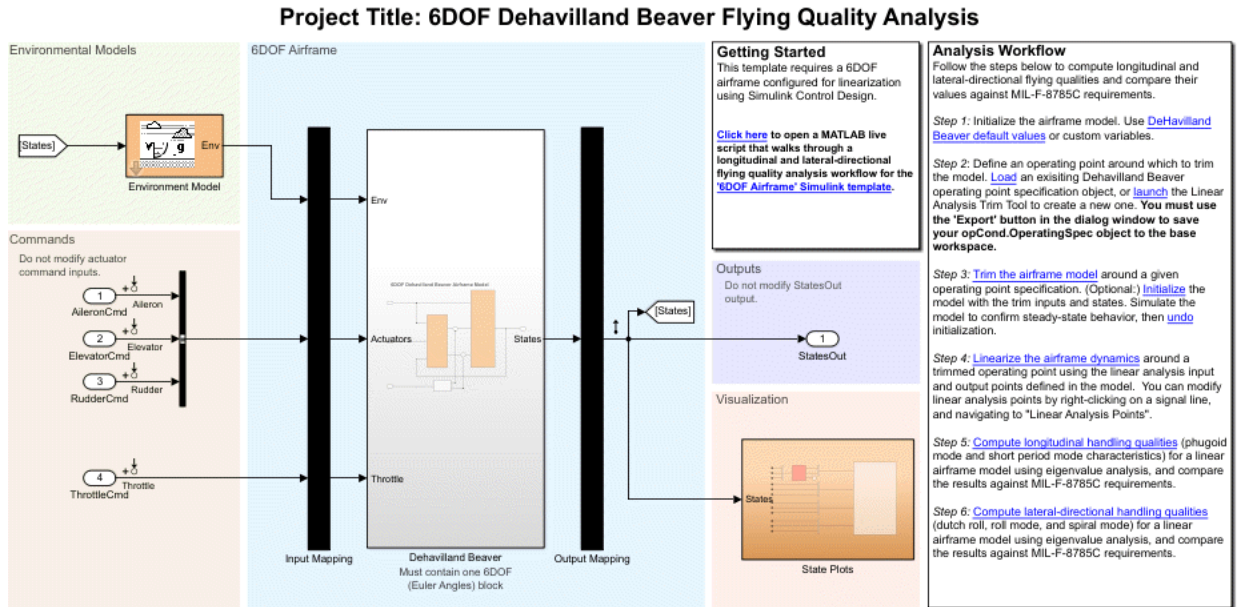 Project Title: 6DOF Dehavilland Beaver Flying Quality Analysis
Environmental Models
[States]
Env
Environment Model
Commands
Do not modify actuator
command inputs.
1
Aileron
AileronCmd
2
Elevator
ElevatorCmd
3
Rudder
RudderCmd
4
Throttle
ThrottleCmd
6DOF Airframe
Input Mapping
Env
Actuators
Throttle
6DOF Dehavilland Beaver Airframe Model
States
Dehavilland Beaver
Must contain one 6DOF
(Euler Angles) block
Output Mapping
[States]
Getting Started
This template requires a 6DOF
airframe configured for linearization
using Simulink Control Design.
Click here to open a MATLAB live
script that walks through a
longitudinal and lateral-directional
flying quality analysis workflow for the
'6DOF Airframe' Simulink template.
Outputs
Do not modify StatesOut
output.
1
StatesOut
Visualization
States
State Plots
Analysis Workflow
Follow the steps below to compute longitudinal and
lateral-directional flying qualities and compare their
values against MIL-F-8785C requirements.
Step 1: Initialize the airframe model. Use DeHavilland
Beaver default values or custom variables.
Step 2: Define an operating point around which to trim
the model. Load an exisiting Dehavilland Beaver
operating point specification object, or launch the Linear
Analysis Trim Tool to create a new one. You must use
the 'Export' button in the dialog window to save
your opCond.OperatingSpec object to the base
workspace.
Step 3: Trim the airframe model around a given
operating point specification. (Optional:) Initialize the
model with the trim inputs and states. Simulate the
model to confirm steady-state behavior, then undo
initialization.
Step 4: Linearize the airframe dynamics around a
trimmed operating point using the linear analysis input
and output points defined in the model. You can modify
linear analysis points by right-clicking on a signal line,
and navigating to "Linear Analysis Points".
Step 5: Compute longitudinal handling qualities (phugoid
mode and short period mode characteristics) for a linear
airframe model using eigenvalue analysis, and compare
the results against MIL-F-8785C requirements.
Step 6: Compute lateral-directional handling qualities
(dutch roll, roll mode, and spiral mode) for a linear
airframe model using eigenvalue analysis, and compare
the results against MIL-F-8785C requirements.